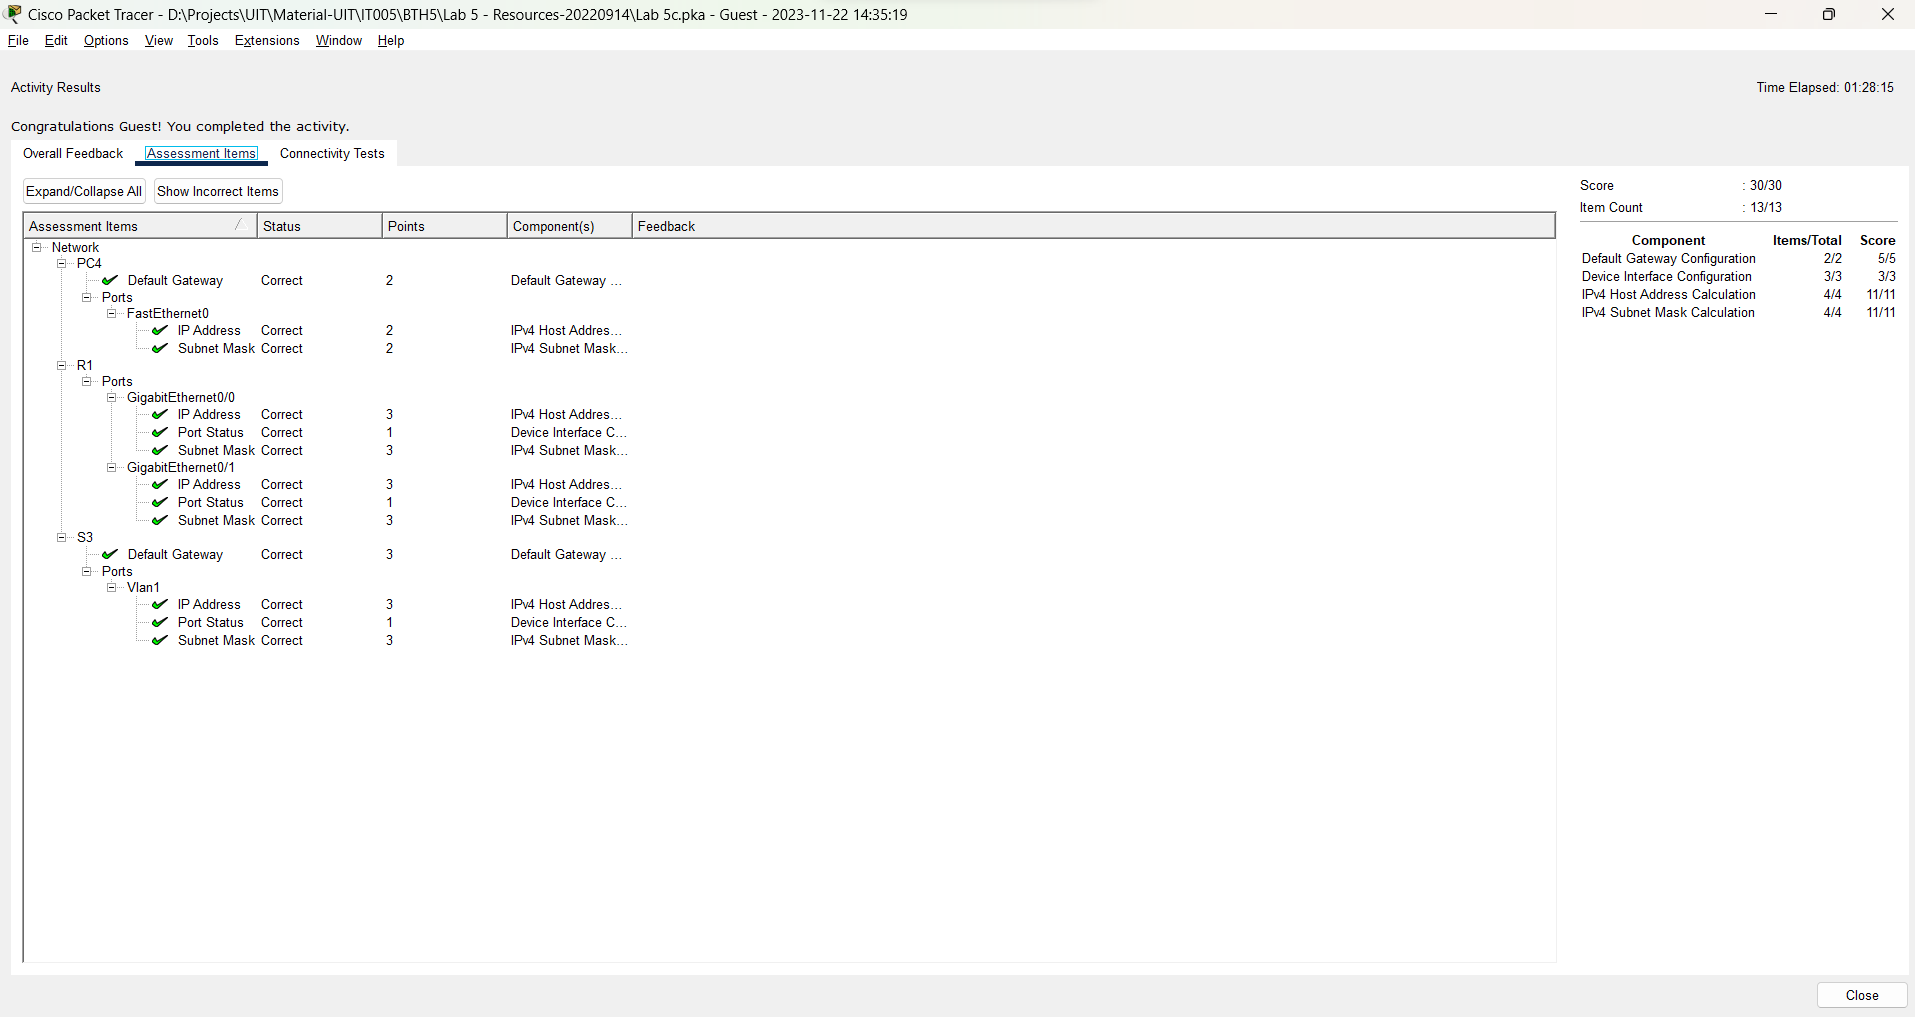 Cisco Packet Tracer - D:\Projects\UIT\Material-UIT\IT005\BTH5\Lab 5 - Resources-20220914\Lab 5c.pka - Guest - 2023-11-22 14:35:19
File Edit Options View Tools Extensions Window Help
Activity Results Time Elapsed: 01:28:15
Congratulations Guest! You completed the activity.
Overall Feedback Assessment Items Connectivity Tests
Expand/Collapse All Show Incorrect Items
Assessment Items Status Points Component(s) Feedback
Network
PC4
Default Gateway Correct 2 Default Gateway ...
Ports
FastEthernet0
IP Address Correct 2 IPv4 Host Addres...
Subnet Mask Correct 2 IPv4 Subnet Mask...
R1
Ports
GigabitEthernet0/0
IP Address Correct 3 IPv4 Host Addres...
Port Status Correct 1 Device Interface C...
Subnet Mask Correct 3 IPv4 Subnet Mask...
GigabitEthernet0/1
IP Address Correct 3 IPv4 Host Addres...
Port Status Correct 1 Device Interface C...
Subnet Mask Correct 3 IPv4 Subnet Mask...
S3
Default Gateway Correct 3 Default Gateway ...
Ports
Vlan1
IP Address Correct 3 IPv4 Host Addres...
Port Status Correct 1 Device Interface C...
Subnet Mask Correct 3 IPv4 Subnet Mask...
Score : 30/30
Item Count : 13/13
Component Items/Total Score
Default Gateway Configuration 2/2 5/5
Device Interface Configuration 3/3 3/3
IPv4 Host Address Calculation 4/4 11/11
IPv4 Subnet Mask Calculation 4/4 11/11
Close